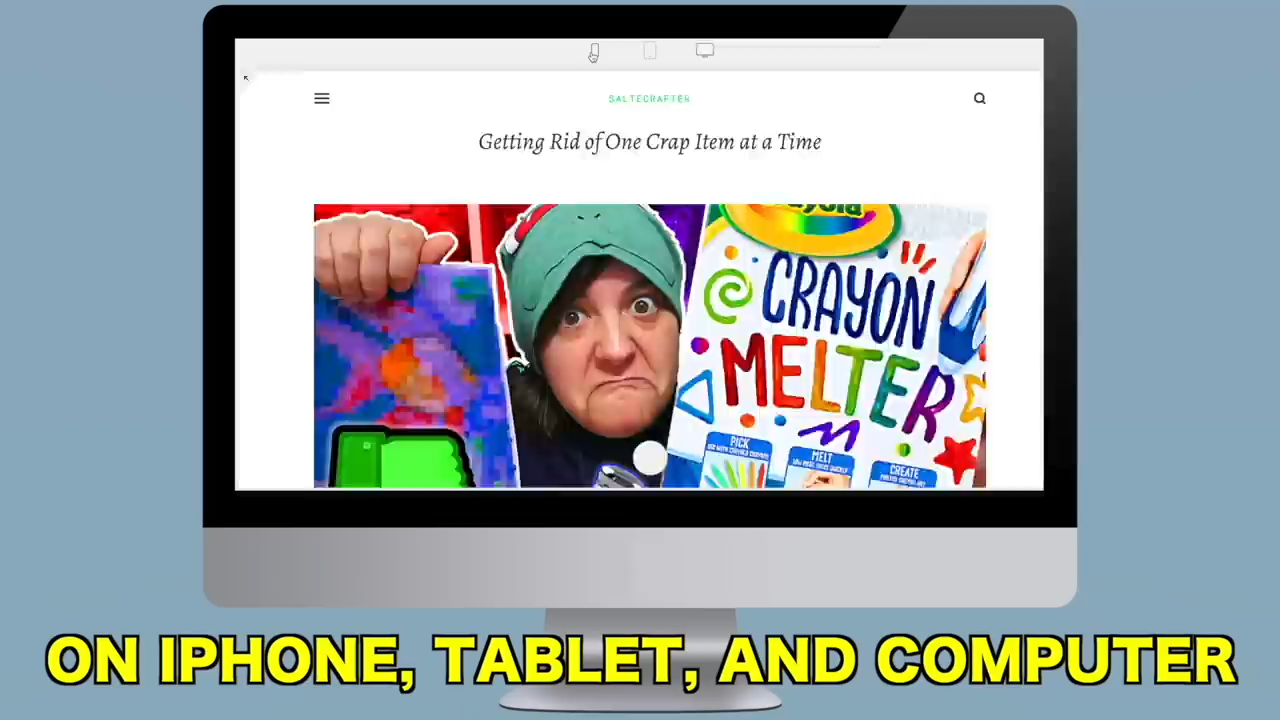 SALTECRAFTER
Getting Rid of One Crap Item at a Time
CRAYON
MELTER
PICK
MELT
CREATE
ON IPHONE, TABLET, AND COMPUTER